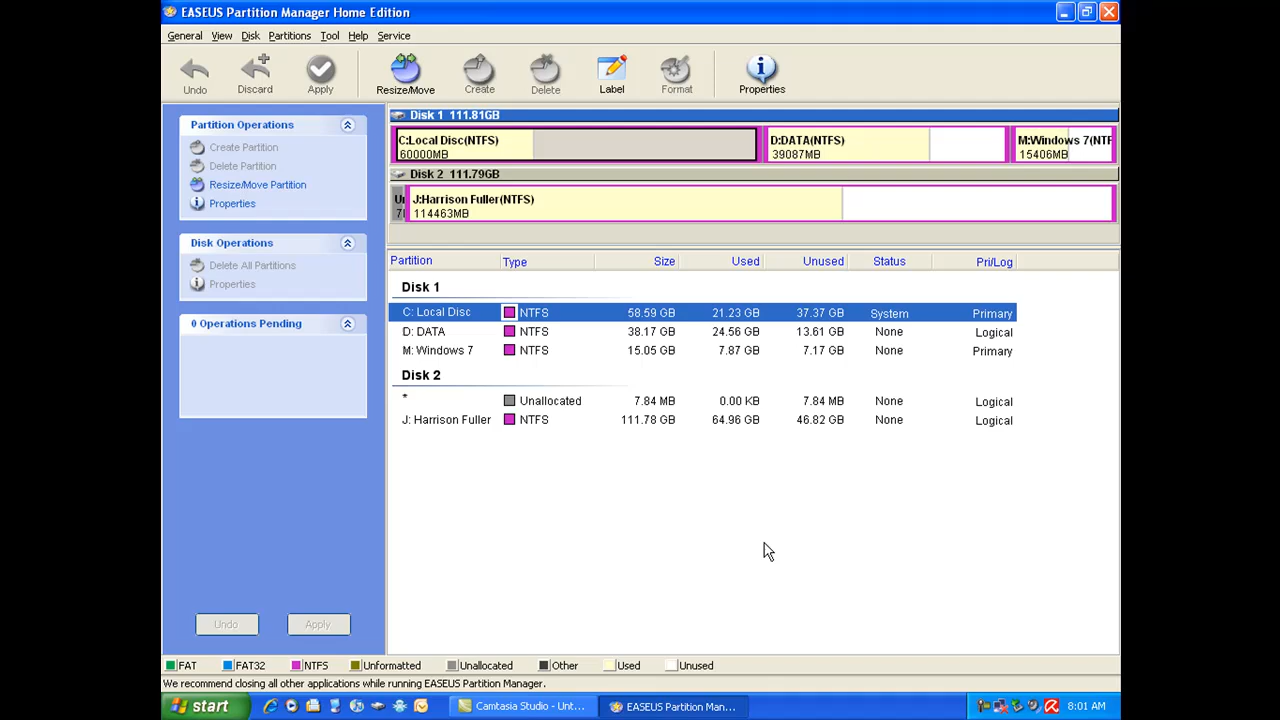 EASEUS Partition Manager Home Edition
General View Disk Partitions Tool Help Service
Undo Discard Apply Resize/Move Create Delete Label Format Properties
Partition Operations
Create Partition
Delete Partition
Resize/Move Partition
Properties
Disk Operations
Delete All Partitions
Properties
0 Operations Pending
Undo Apply
Disk 1 111.81GB
C:Local Disc(NTFS) D:DATA(NTFS) M:Windows 7(NTF
60000MB 39087MB 15406MB
Disk 2 111.79GB
J:Harrison Fuller(NTFS)
114463MB
Partition Type Size Used Unused Status Pri/Log
Disk 1
C: Local Disc NTFS 58.59 GB 21.23 GB 37.37 GB System Primary
D: DATA NTFS 38.17 GB 24.56 GB 13.61 GB None Logical
M: Windows 7 NTFS 15.05 GB 7.87 GB 7.17 GB None Primary
Disk 2
* Unallocated 7.84 MB 0.00 KB 7.84 MB None Logical
J: Harrison Fuller NTFS 111.78 GB 64.96 GB 46.82 GB None Logical
FAT FAT32 NTFS Unformatted Unallocated Other Used Unused
We recommend closing all other applications while running EASEUS Partition Manager.
start Camtasia Studio - Unt... EASEUS Partition Man... 8:01 AM